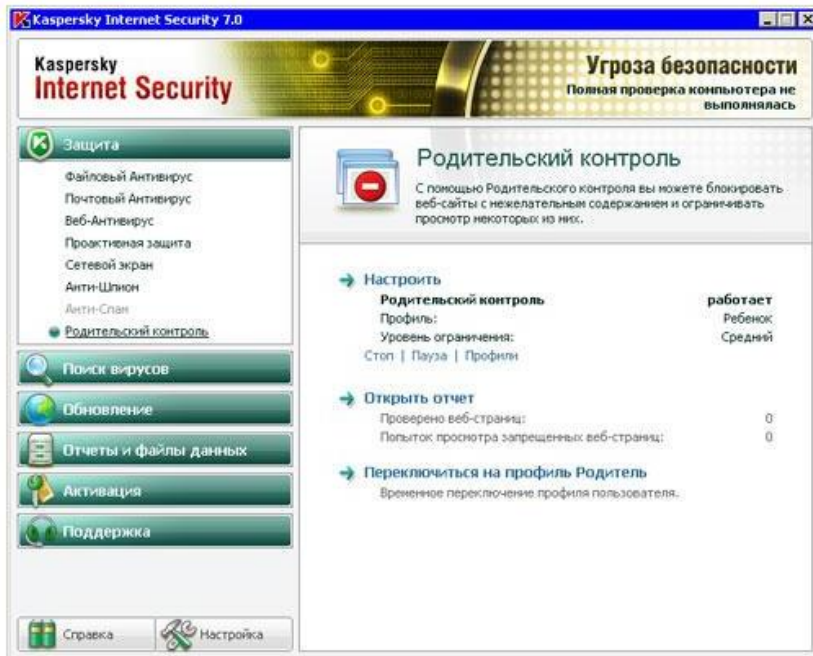 Kaspersky Internet Security 7.0
Kaspersky
Internet Security
Угроза безопасности
Полная проверка компьютера не
выполнялась
Защита
Файловый Антивирус
Почтовый Антивирус
Веб-Антивирус
Проактивная защита
Сетевой экран
Анти-Шпион
Анти-Спам
Родительский контроль
Поиск вирусов
Обновление
Отчеты и файлы данных
Активация
Поддержка
Справка
Настройка
Родительский контроль
С помощью Родительского контроля вы можете блокировать
веб-сайты с нежелательным содержанием и ограничивать
просмотр некоторых из них.
Настроить
Родительский контроль работает
Профиль: Ребенок
Уровень ограничения: Средний
Стоп | Пауза | Профили
Открыть отчет
Проверено веб-страниц: 0
Попыток просмотра запрещенных веб-страниц: 0
Переключиться на профиль Родитель
Временное переключение профиля пользователя.